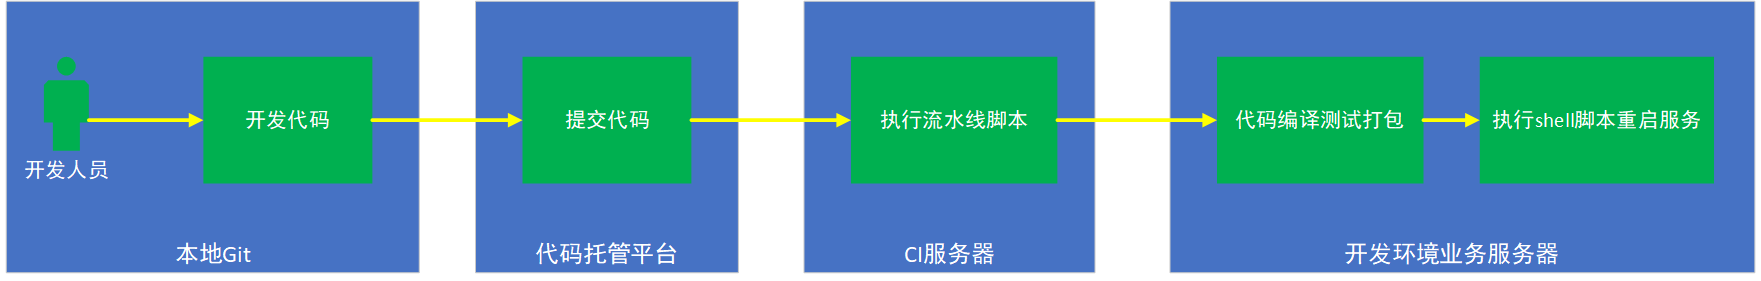 开发人员
开发代码
本地Git
提交代码
代码托管平台
执行流水线脚本
CI服务器
代码编译测试打包
执行shell脚本重启服务
开发环境业务服务器